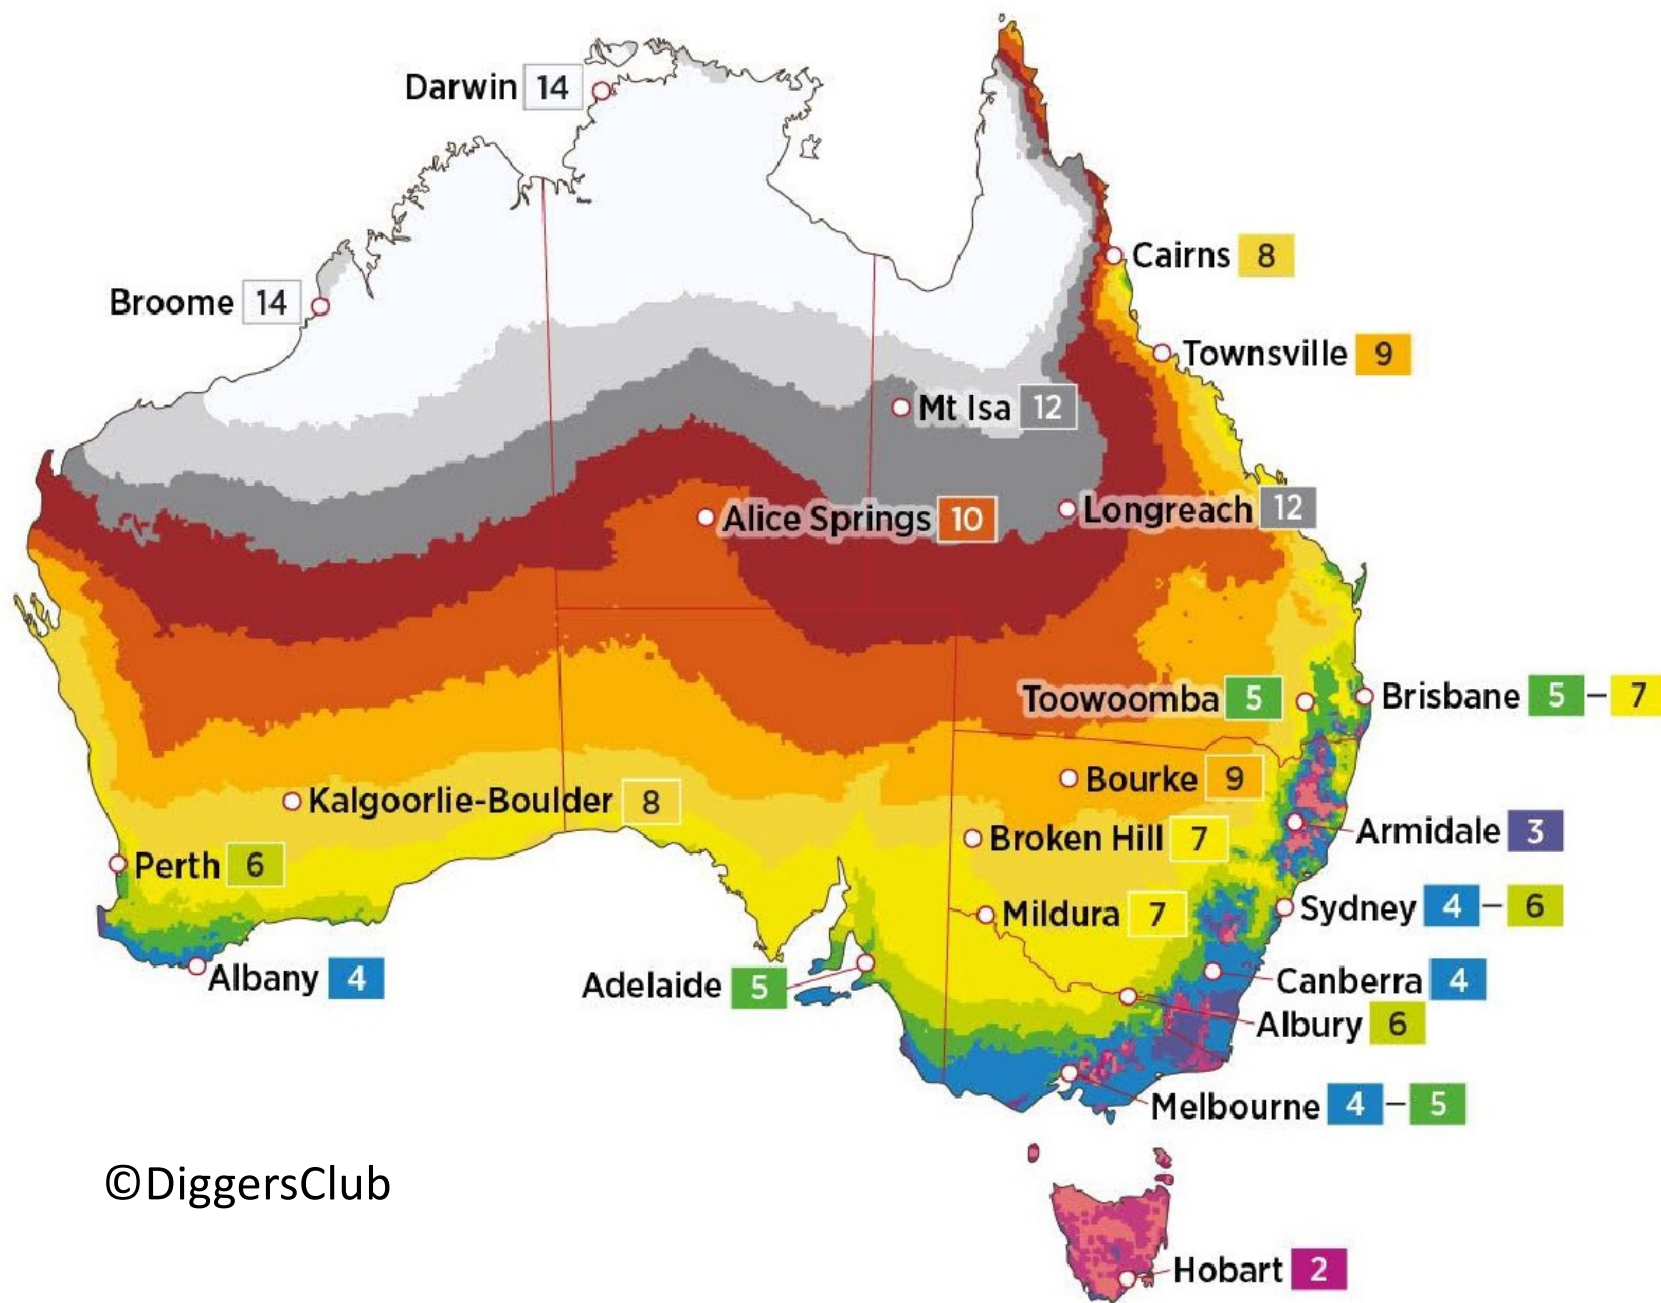 Darwin 14
Cairns 8
Broome 14
Townsville 9
Mt Isa 12
Longreach 12
Alice Springs 10
Toowoomba 5
Brisbane 5 – 7
Bourke 9
Kalgoorlie-Boulder 8
Broken Hill 7
Armidale 3
Perth 6
Mildura 7
Sydney 4 – 6
Albany 4
Adelaide 5
Canberra 4
Albury 6
Melbourne 4 – 5
©DiggersClub
Hobart 2